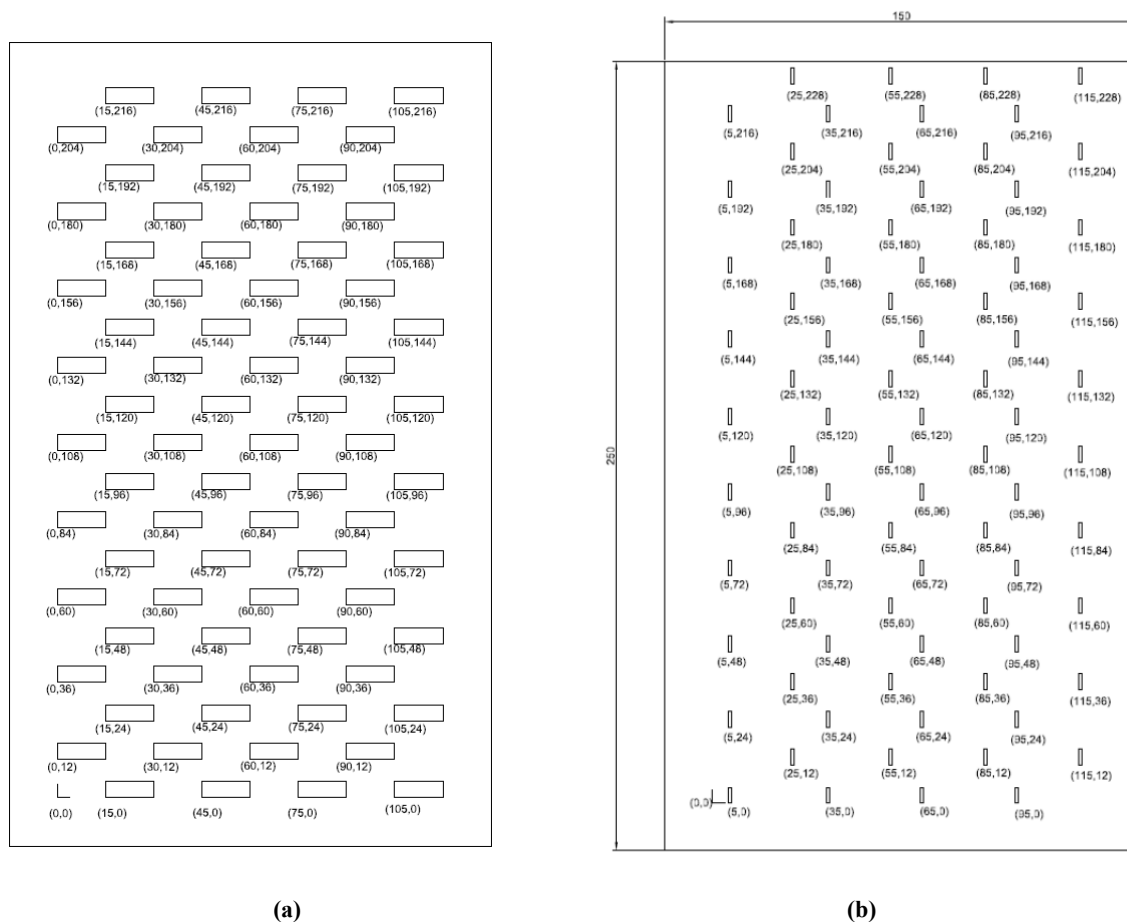 (15,216) (45,216) (75,216) (105,216)
(0,204) (30,204) (60,204) (90,204)
(15,192) (45,192) (75,192) (105,192)
(0,180) (30,180) (60,180) (90,180)
(15,168) (45,168) (75,168) (105,168)
(0,156) (30,156) (60,156) (90,156)
(15,144) (45,144) (75,144) (105,144)
(0,132) (30,132) (60,132) (90,132)
(15,120) (45,120) (75,120) (105,120)
(0,108) (30,108) (60,108) (90,108)
(15,96) (45,96) (75,96) (105,96)
(0,84) (30,84) (60,84) (90,84)
(15,72) (45,72) (75,72) (105,72)
(0,60) (30,60) (60,60) (90,60)
(15,48) (45,48) (75,48) (105,48)
(0,36) (30,36) (60,36) (90,36)
(15,24) (45,24) (75,24) (105,24)
(0,12) (30,12) (60,12) (90,12)
(0,0) (15,0) (45,0) (75,0) (105,0)
(a)
150
250
(25,228) (55,228) (85,228) (115,228)
(5,216) (35,216) (65,216) (95,216)
(25,204) (55,204) (85,204) (115,204)
(5,192) (35,192) (65,192) (95,192)
(25,180) (55,180) (85,180) (115,180)
(5,168) (35,168) (65,168) (95,168)
(25,156) (55,156) (85,156) (115,156)
(5,144) (35,144) (65,144) (95,144)
(25,132) (55,132) (85,132) (115,132)
(5,120) (35,120) (65,120) (95,120)
(25,108) (55,108) (85,108) (115,108)
(5,96) (35,96) (65,96) (95,96)
(25,84) (55,84) (85,84) (115,84)
(5,72) (35,72) (65,72) (95,72)
(25,60) (55,60) (85,60) (115,60)
(5,48) (35,48) (65,48) (95,48)
(25,36) (55,36) (85,36) (115,36)
(5,24) (35,24) (65,24) (95,24)
(25,12) (55,12) (85,12) (115,12)
(0,0) (5,0) (35,0) (65,0) (95,0)
(b)